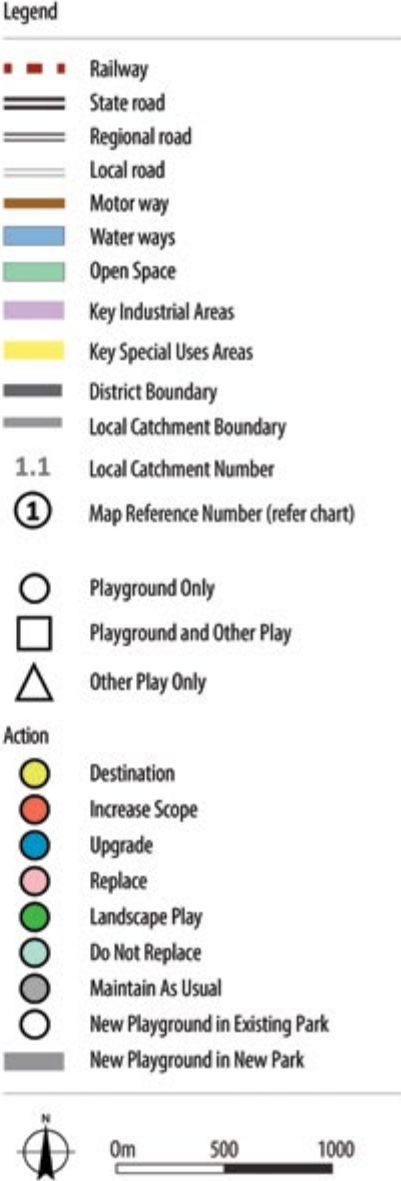 Legend
Railway
State road
Regional road
Local road
Motor way
Water ways
Open Space
Key Industrial Areas
Key Special Uses Areas
District Boundary
Local Catchment Boundary
1.1 Local Catchment Number
1 Map Reference Number (refer chart)
Playground Only
Playground and Other Play
Other Play Only
Action
Destination
Increase Scope
Upgrade
Replace
Landscape Play
Do Not Replace
Maintain As Usual
New Playground in Existing Park
New Playground in New Park
N
0m 500 1000